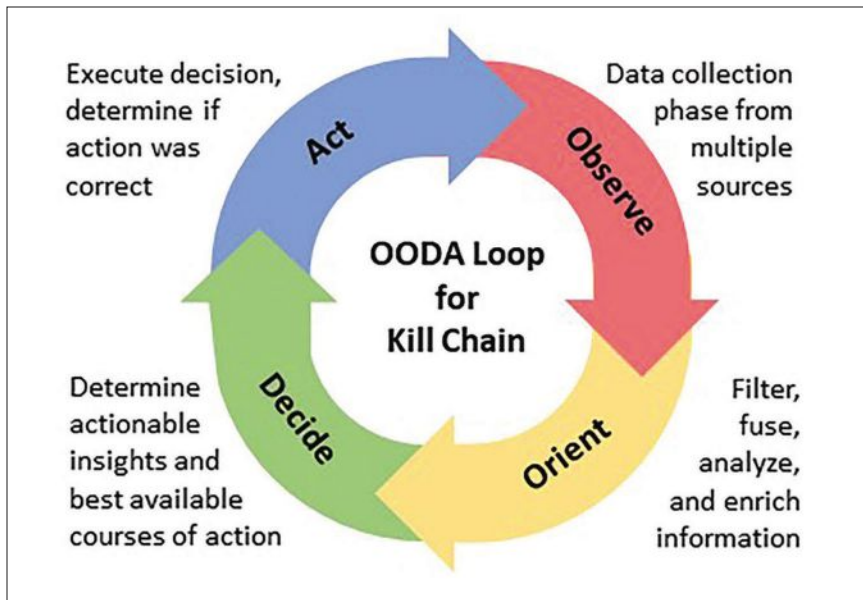 Execute decision,
determine if
action was
correct
Act
Data collection
phase from
multiple
sources
Observe
OODA Loop
for
Kill Chain
Determine
actionable
insights and
best available
courses of action
Decide
Filter,
fuse,
analyze,
and enrich
information
Orient